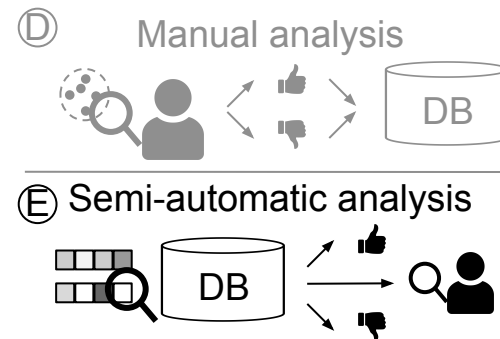 Ⓓ Manual analysis
DB
Ⓔ Semi-automatic analysis
DB